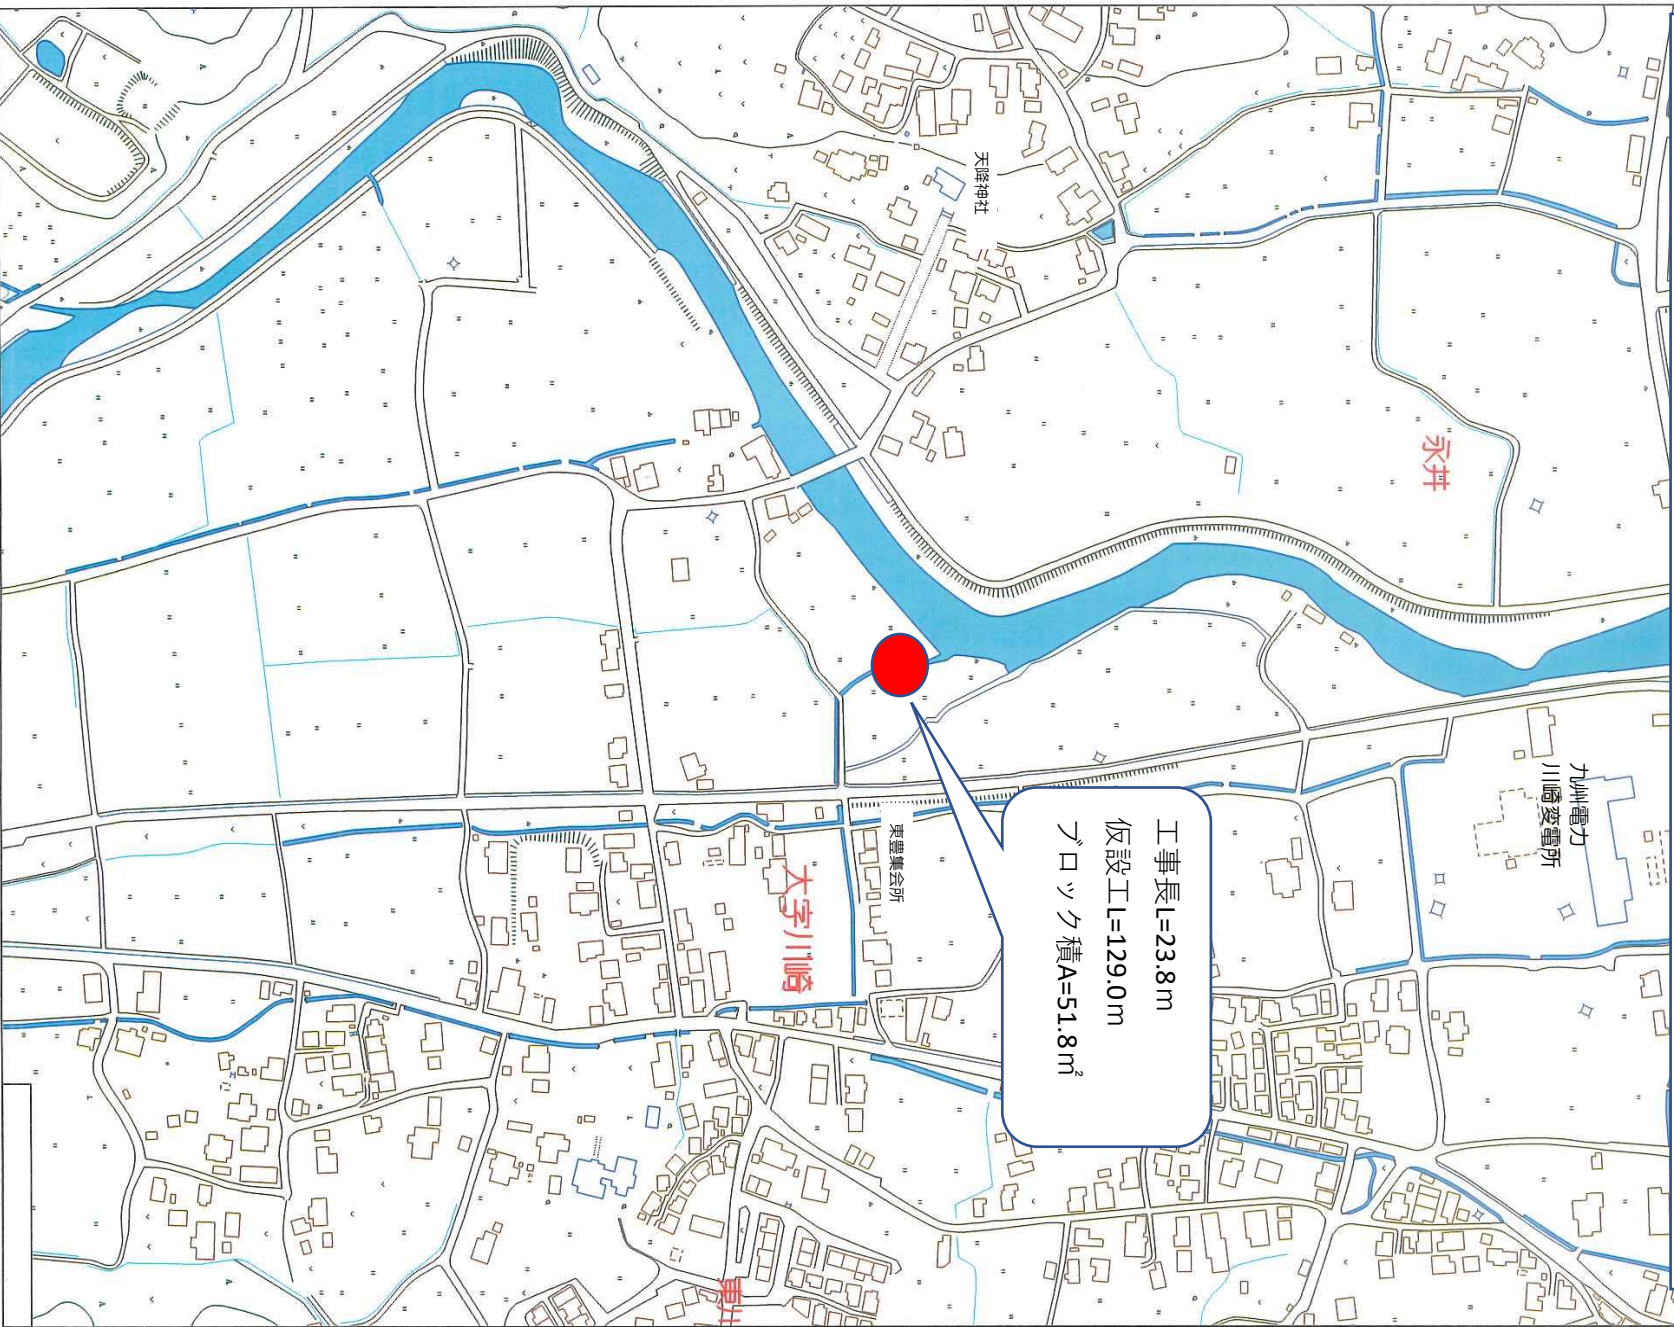 天降神社
永井
九州電力
川崎変電所
工事長L=23.8m
仮設工L=129.0m
ブロック積A=51.8㎡
東豊集会所
大字川崎
東川